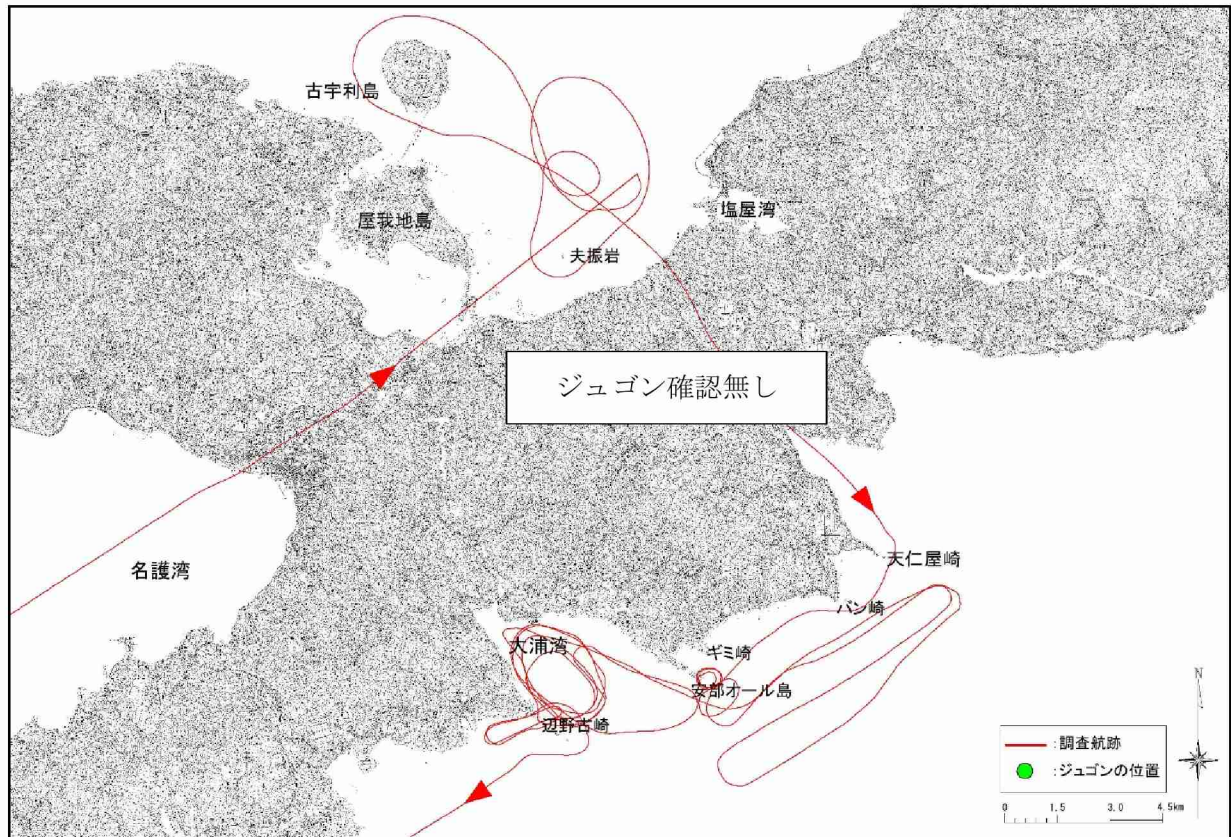 古宇利島
屋我地島
塩屋湾
夫振岩
ジュゴン確認無し
名護湾
天仁屋崎
バン崎
大浦湾
ギミ崎
安部オール島
辺野古崎
N
:調査航跡
:ジュゴンの位置
0 1.5 3.0 4.5km